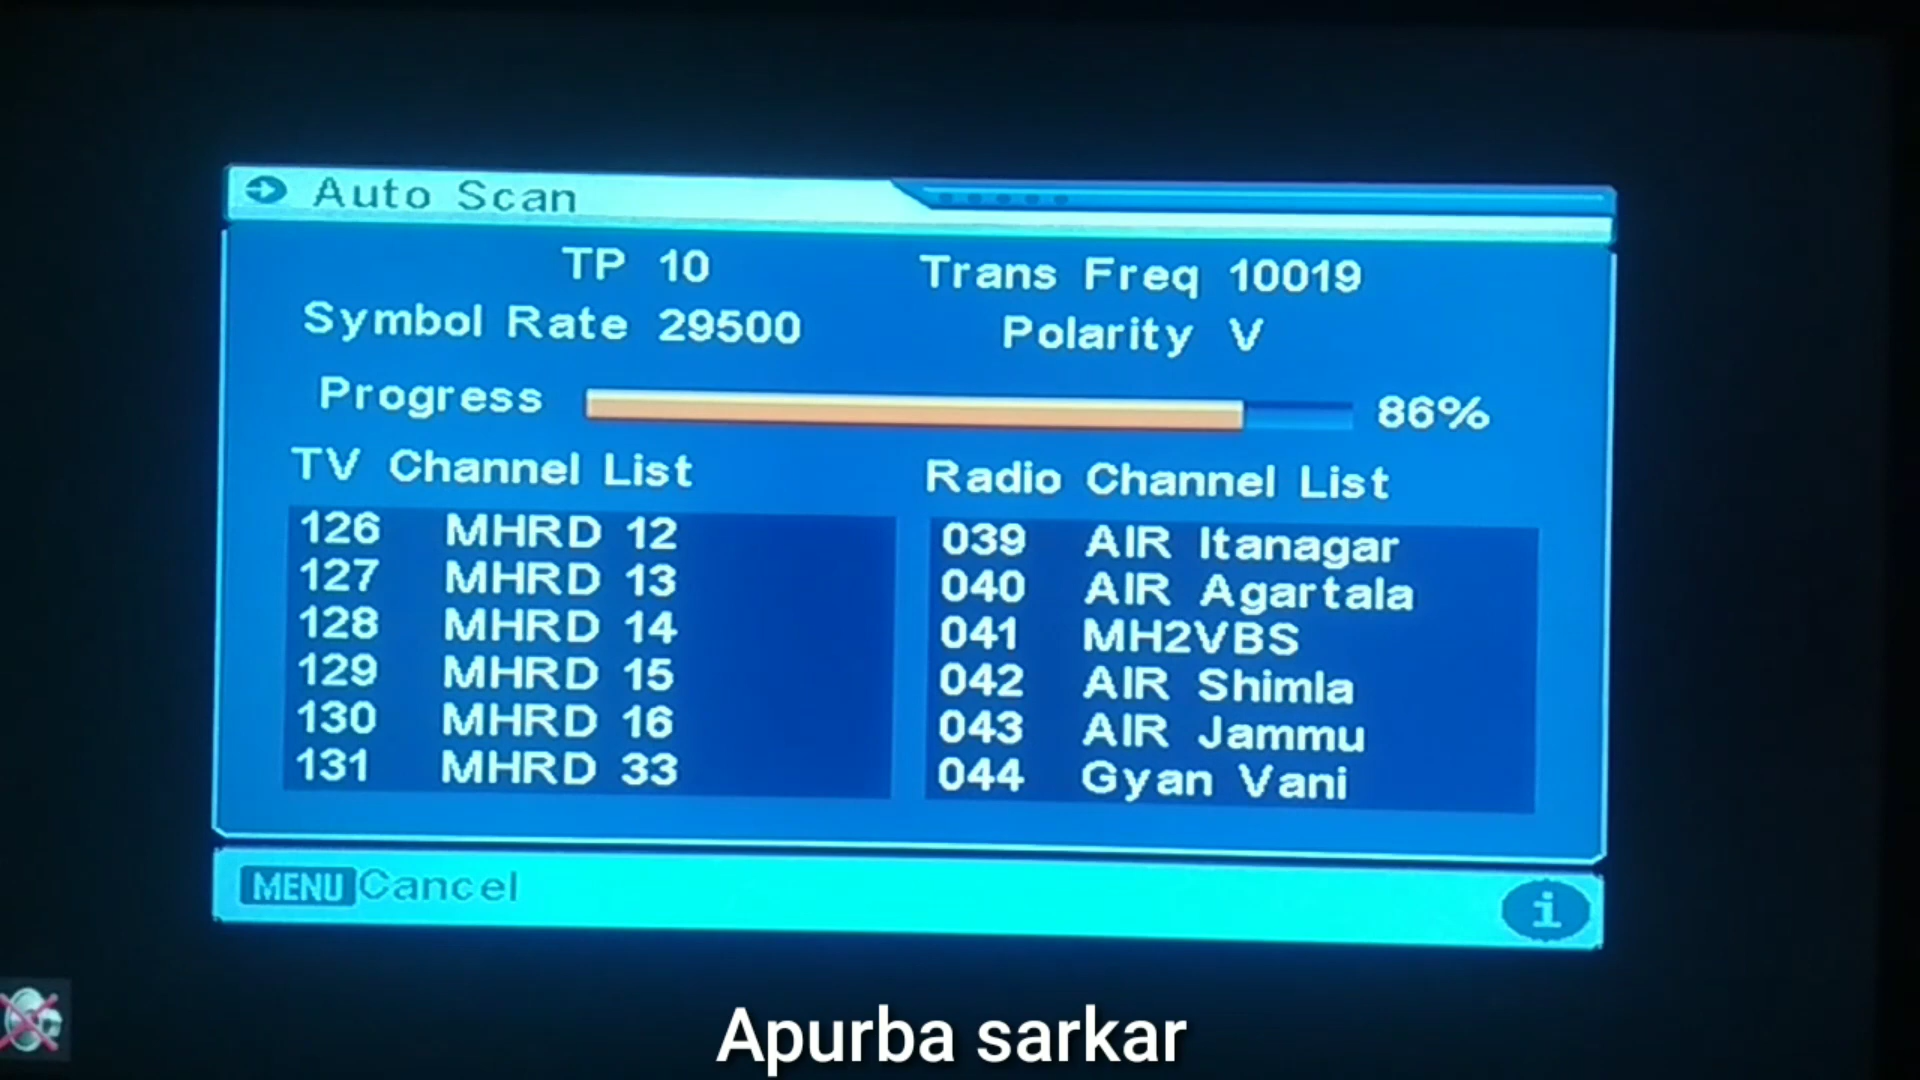 Auto Scan
TP 10 Trans Freq 10019
Symbol Rate 29500 Polarity V
Progress 86%
TV Channel List Radio Channel List
126 MHRD 12 039 AIR Itanagar
127 MHRD 13 040 AIR Agartala
128 MHRD 14 041 MH2VBS
129 MHRD 15 042 AIR Shimla
130 MHRD 16 043 AIR Jammu
131 MHRD 33 044 Gyan Vani
MENU Cancel i
Apurba sarkar